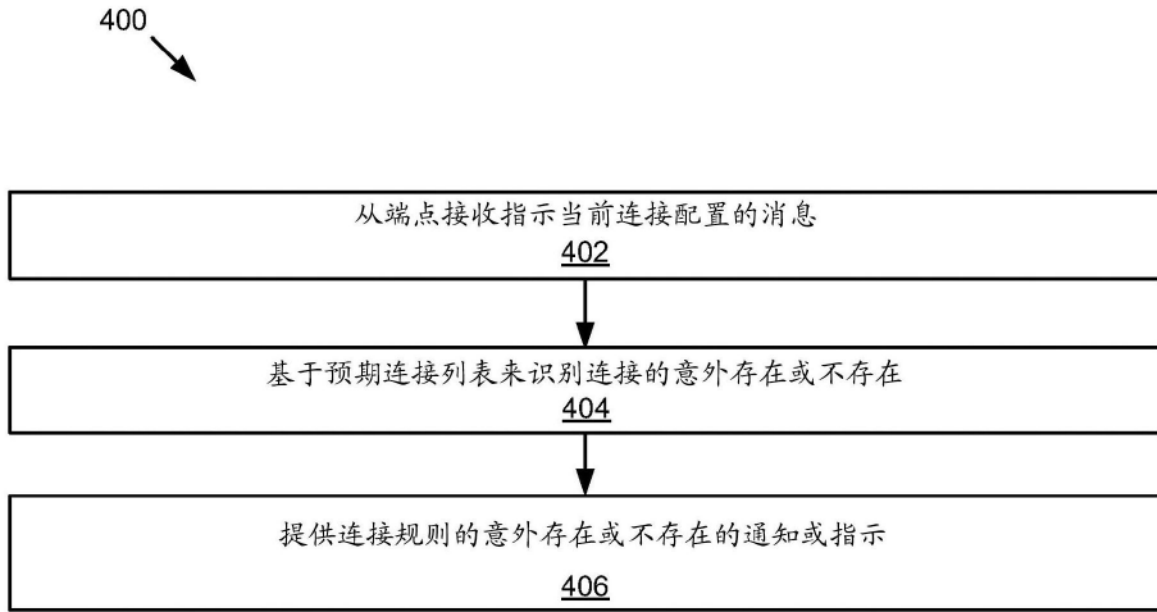 400
从端点接收指示当前连接配置的消息
402
基于预期连接列表来识别连接的意外存在或不存在
404
提供连接规则的意外存在或不存在的通知或指示
406